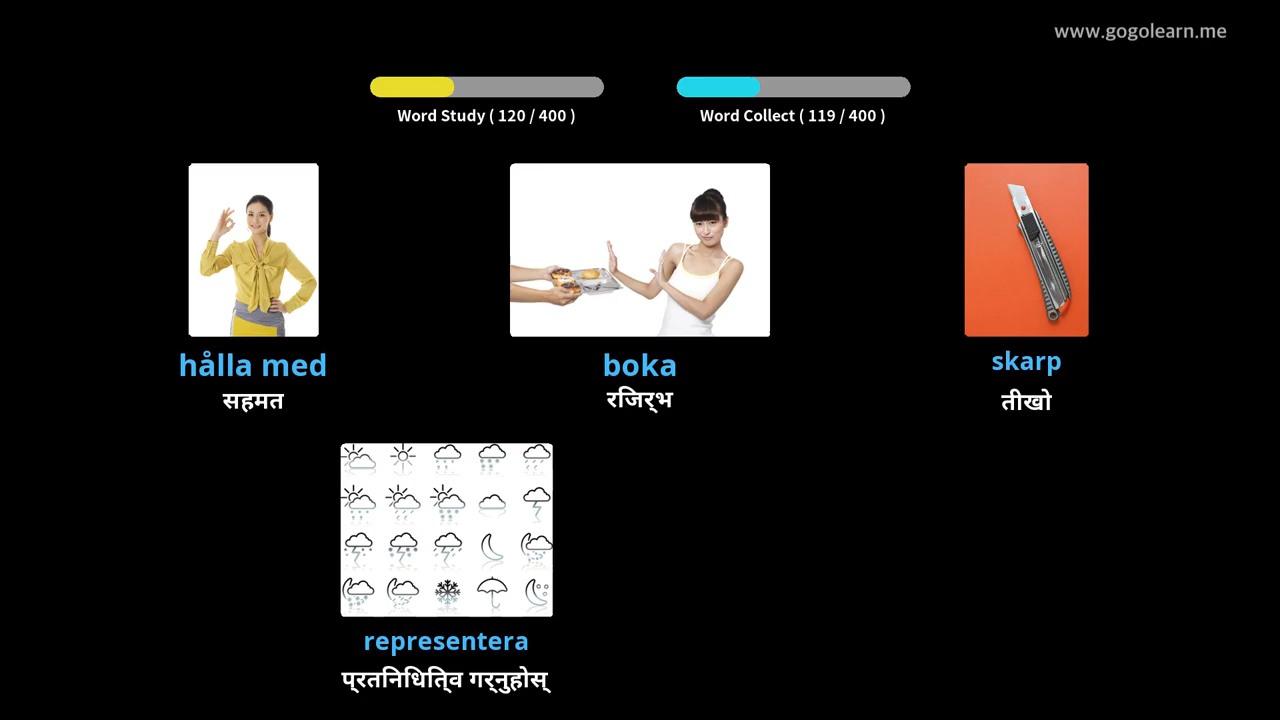 www.gogolearn.me
Word Study ( 120 / 400 )
Word Collect ( 119 / 400 )
hålla med
सहमत
boka
रजिर्भ
skarp
तीखो
representera
प्रतिनिधित्वि गर्नुहोस्